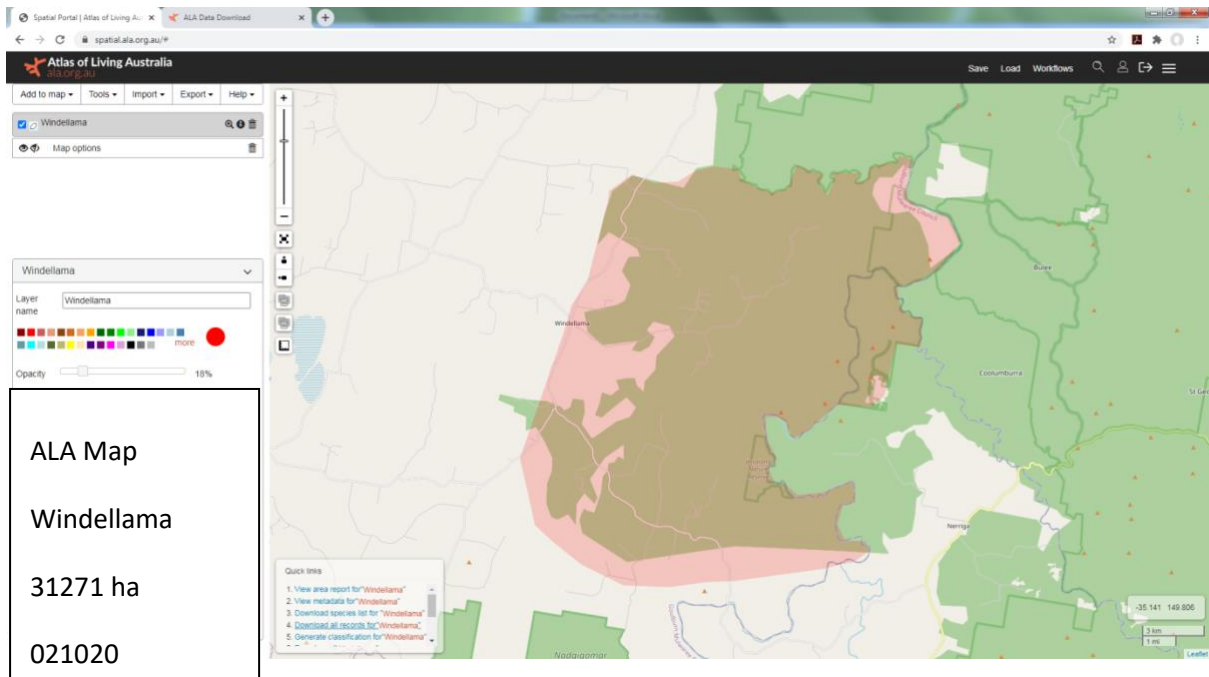 Spatial Portal | Atlas of Living Au
ALA Data Download
spatial.ala.org.au/#
Atlas of Living Australia
ala.org.au
Save Load Workflows
Add to map Tools Import Export Help
Windellama
Map options
Windellama
Layer name Windellama
more
Opacity 18%
ALA Map
Windellama
31271 ha
021020
Windellama
Bulee
Coolumburra
St Geo
Nerriga
Nadgigomar
Quick links
1. View area report for "Windellama"
2. View metadata for "Windellama"
3. Download species list for "Windellama"
4. Download all records for "Windellama"
5. Generate classification for "Windellama"
-35.141 149.806
3 km
1 mi
Leaflet